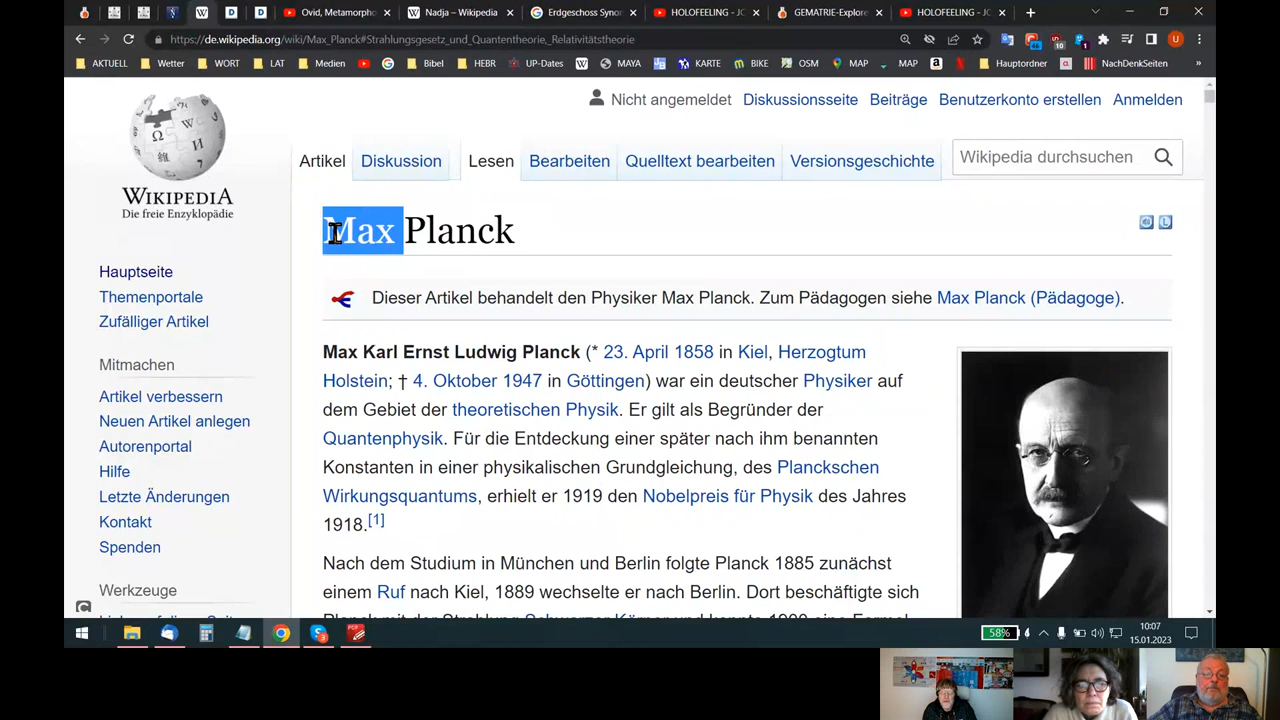 Ovid, Metamorpho
Nadja – Wikipedia
Erdgeschoss Synor
HOLOFEELING - JC
GEMATRIE-Explore
HOLOFEELING - JC
https://de.wikipedia.org/wiki/Max_Planck#Strahlungsgesetz_und_Quantentheorie,_Relativitätstheorie
AKTUELL Wetter WORT LAT Medien Bibel HEBR UP-Dates MAYA KARTE BIKE OSM MAP MAP Hauptordner NachDenkSeiten »
Nicht angemeldet Diskussionsseite Beiträge Benutzerkonto erstellen Anmelden
Artikel Diskussion Lesen Bearbeiten Quelltext bearbeiten Versionsgeschichte Wikipedia durchsuchen
WIKIPEDIA
Die freie Enzyklopädie
Hauptseite
Themenportale
Zufälliger Artikel
Mitmachen
Artikel verbessern
Neuen Artikel anlegen
Autorenportal
Hilfe
Letzte Änderungen
Kontakt
Spenden
Werkzeuge
Max Planck
Dieser Artikel behandelt den Physiker Max Planck. Zum Pädagogen siehe Max Planck (Pädagoge).
Max Karl Ernst Ludwig Planck (* 23. April 1858 in Kiel, Herzogtum
Holstein; † 4. Oktober 1947 in Göttingen) war ein deutscher Physiker auf
dem Gebiet der theoretischen Physik. Er gilt als Begründer der
Quantenphysik. Für die Entdeckung einer später nach ihm benannten
Konstanten in einer physikalischen Grundgleichung, des Planckschen
Wirkungsquantums, erhielt er 1919 den Nobelpreis für Physik des Jahres
1918.[1]
Nach dem Studium in München und Berlin folgte Planck 1885 zunächst
einem Ruf nach Kiel, 1889 wechselte er nach Berlin. Dort beschäftigte sich
58%
10:07
15.01.2023